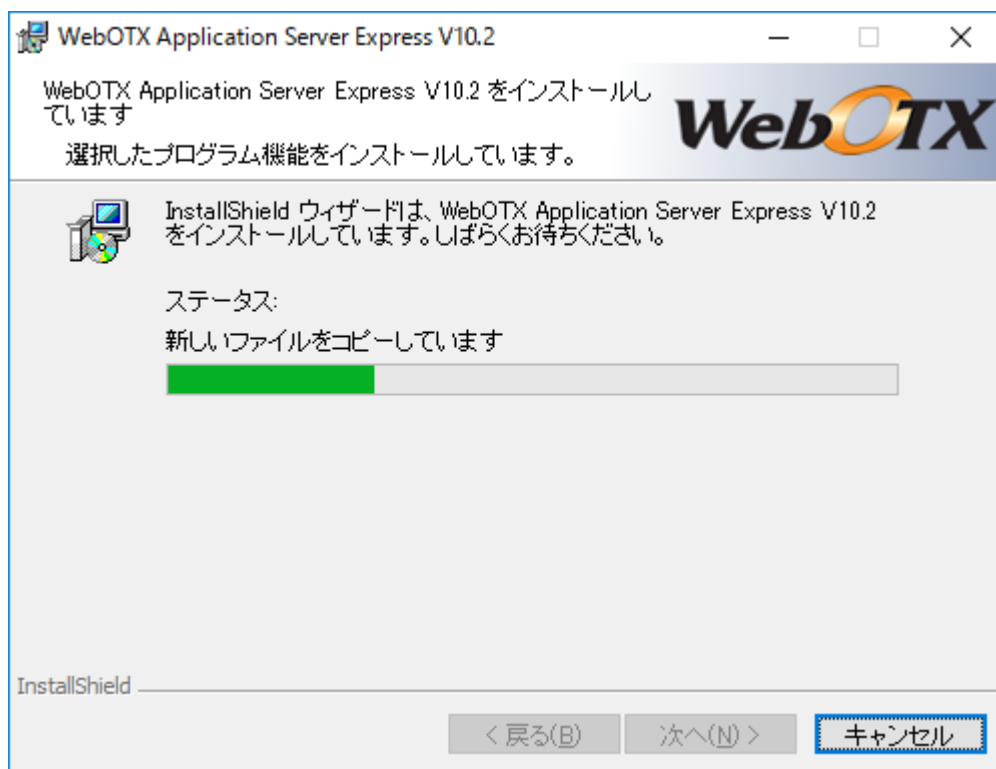 WebOTX Application Server Express V10.2
WebOTX Application Server Express V10.2 をインストールし
ています
WebOTX
選択したプログラム機能をインストールしています。
InstallShield ウィザードは、WebOTX Application Server Express V10.2
をインストールしています。しばらくお待ちください。
ステータス:
新しいファイルをコピーしています
InstallShield
< 戻る(B)
次へ(N) >
キャンセル